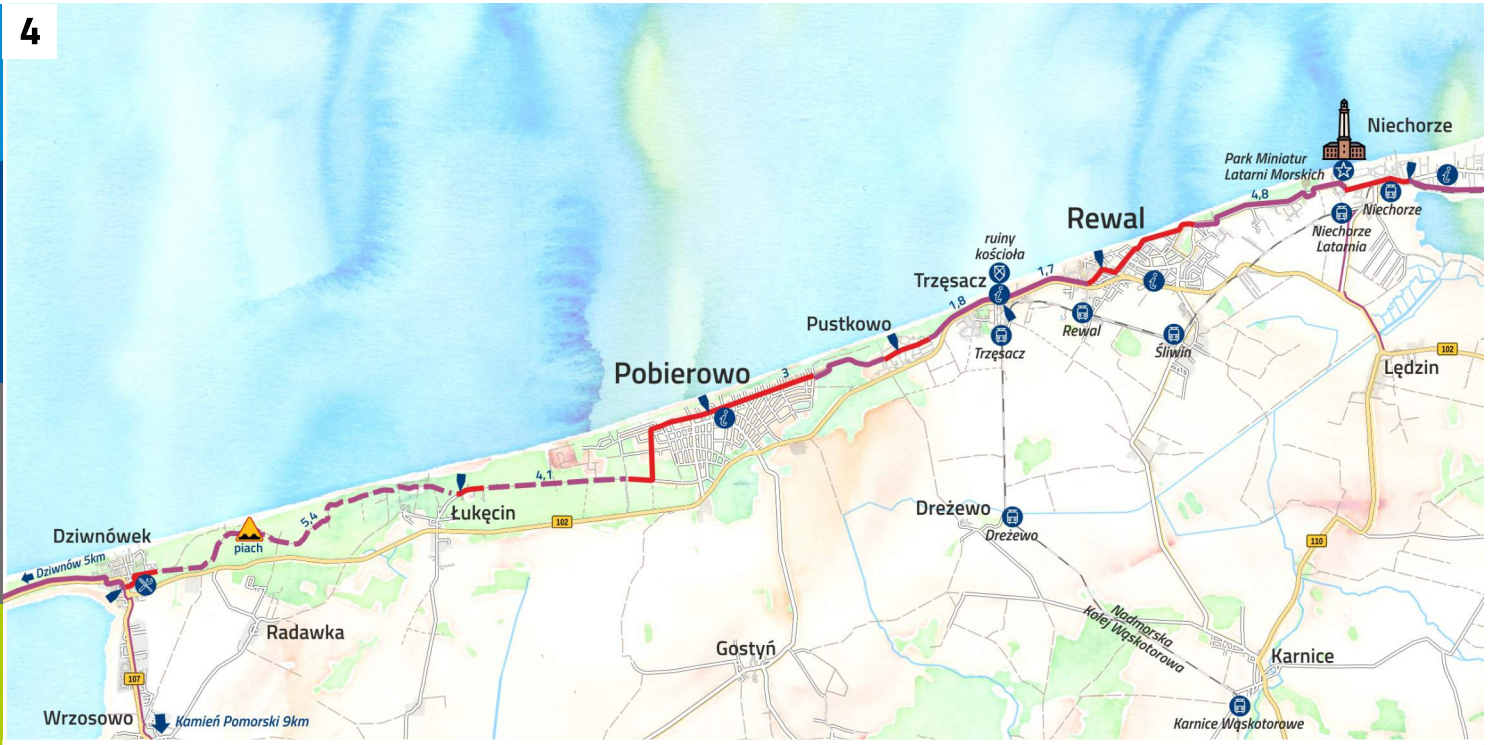 4
Niechorze
Park Miniatur
Latarni Morskich
4,8
Niechorze
Niechorze
Latarnia
Rewal
ruiny
kościoła
Trzęsacz
1,7
1,8
Rewal
Trzęsacz
Śliwin
Pustkowo
102
Lędzin
Pobierowo
3
4,1
Łukęcin
102
5,4
piach
Dziwnówek
Dziwnów 5km
Drężewo
Drężewo
110
Radawka
Nadmorska
Kolej Wąskotorowa
Gostyń
Karnice
107
Wrzosowo
Kamień Pomorski 9km
Karnice Wąskotorowe